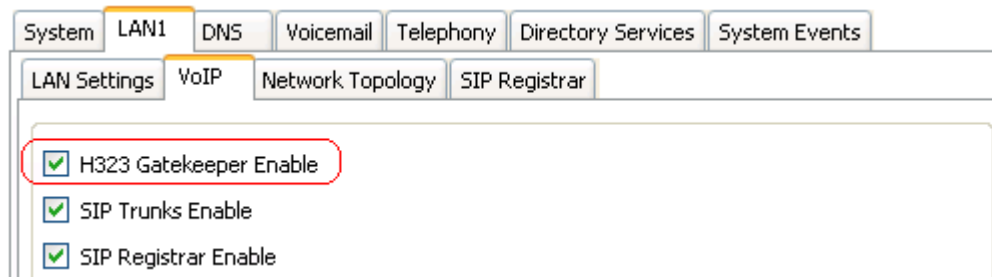 System LAN1 DNS Voicemail Telephony Directory Services System Events
LAN Settings VoIP Network Topology SIP Registrar
H323 Gatekeeper Enable
SIP Trunks Enable
SIP Registrar Enable